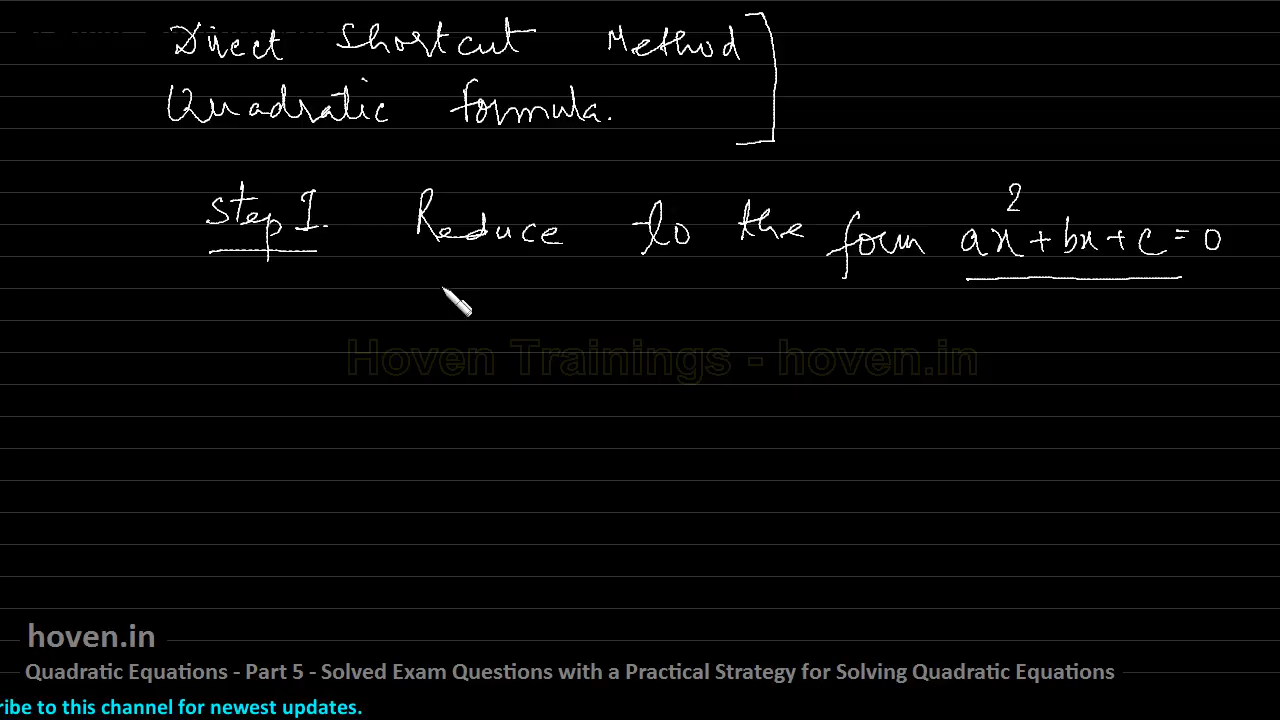 Direct Shortcut Method
Quadratic formula.
Step I. Reduce to the form ax²+bx+c=0
Hoven Trainings - hoven.in
hoven.in
Quadratic Equations - Part 5 - Solved Exam Questions with a Practical Strategy for Solving Quadratic Equations
ribe to this channel for newest updates.